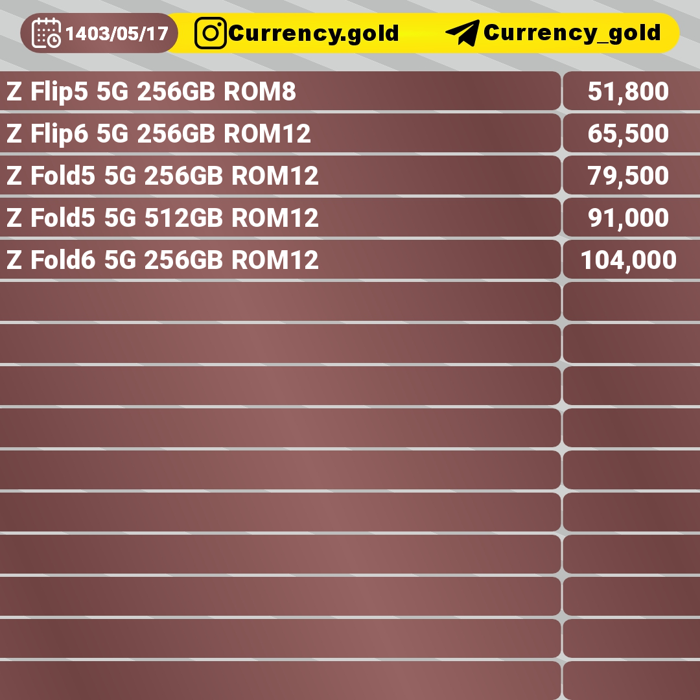 1403/05/17 Currency.gold Currency_gold
Z Flip5 5G 256GB ROM8 51,800
Z Flip6 5G 256GB ROM12 65,500
Z Fold5 5G 256GB ROM12 79,500
Z Fold5 5G 512GB ROM12 91,000
Z Fold6 5G 256GB ROM12 104,000